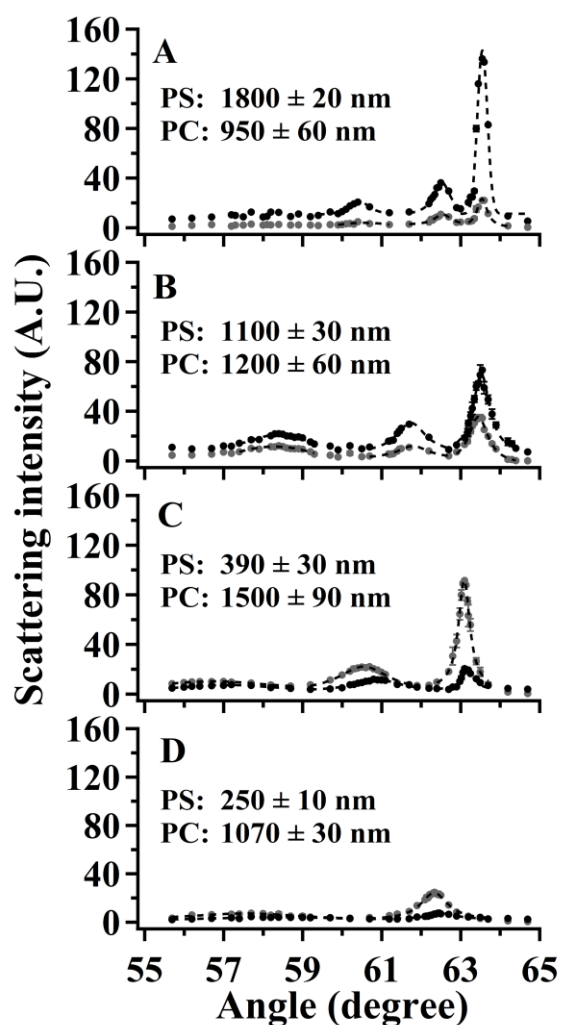 Scattering intensity (A.U.)
160
120
80
40
0
A
PS: 1800 ± 20 nm
PC: 950 ± 60 nm
160
120
80
40
0
B
PS: 1100 ± 30 nm
PC: 1200 ± 60 nm
160
120
80
40
0
C
PS: 390 ± 30 nm
PC: 1500 ± 90 nm
160
120
80
40
0
D
PS: 250 ± 10 nm
PC: 1070 ± 30 nm
55 57 59 61 63 65
Angle (degree)